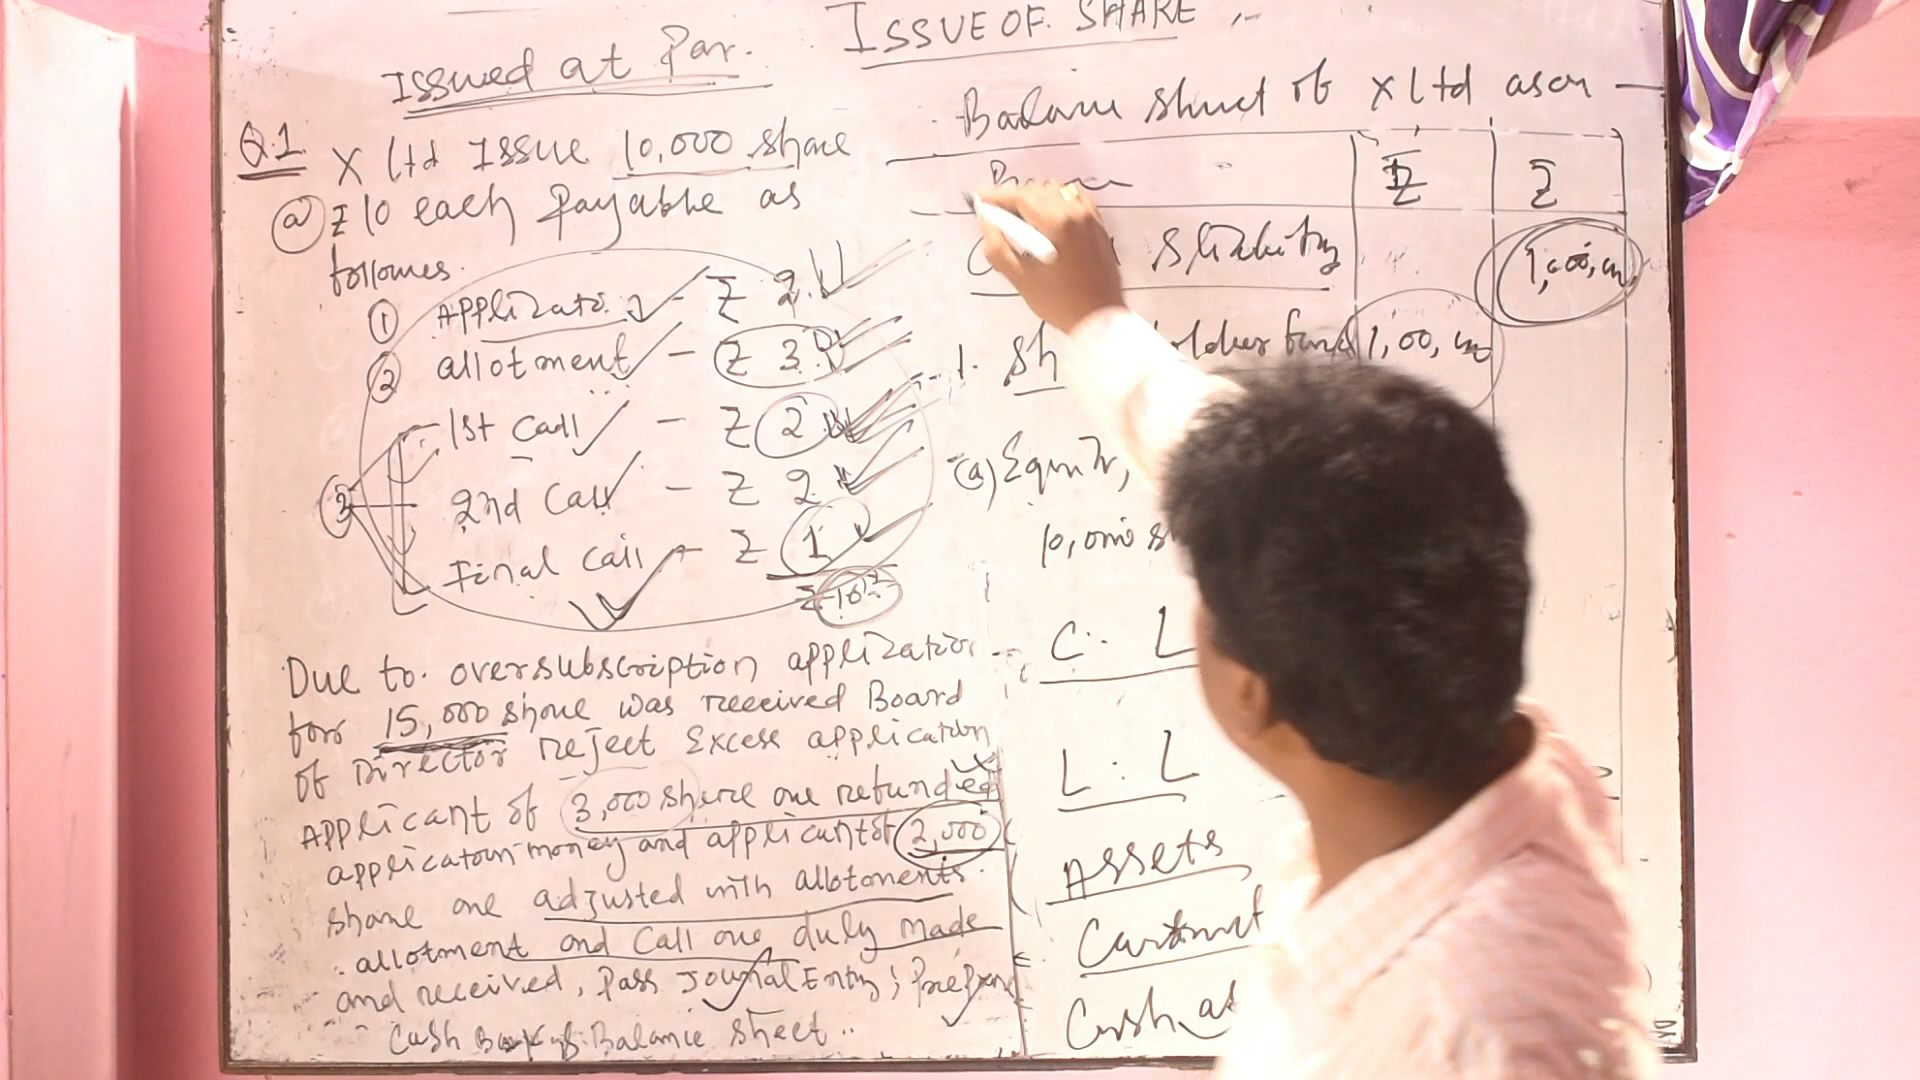 ISSUE OF SHARE
Issued at Par.
Q.1 X Ltd Issue 10,000 share
@ ₹ 10 each Payable as
follows.
① Applicatio. - ₹ 2.
② allotment - ₹ 3
③ 1st Call - ₹ 2
2nd Call - ₹ 2
Final Call - ₹ 1
₹ 10
Due to oversubscription application
for 15,000 share was received Board
of Director reject Excess application
Applicant of 3,000 share are refunded
application money and applicant of 2,000
share are adjusted with allotments.
allotment and Call are duly made
and received, Pass Journal Entry; Prepare
Cash Book & Balance Sheet..
Balance Sheet of X Ltd as on
₹ ₹
1,00,000
1. Sh older fund 1,00,000
(a) Equity,
10,000 s
C. L
L. L
Assets
Cash at